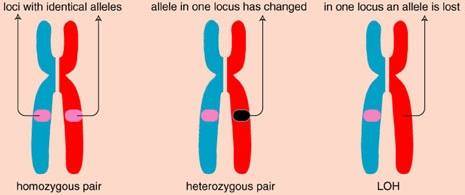 loci with identical alleles
allele in one locus has changed
in one locus an allele is lost
homozygous pair
heterozygous pair
LOH